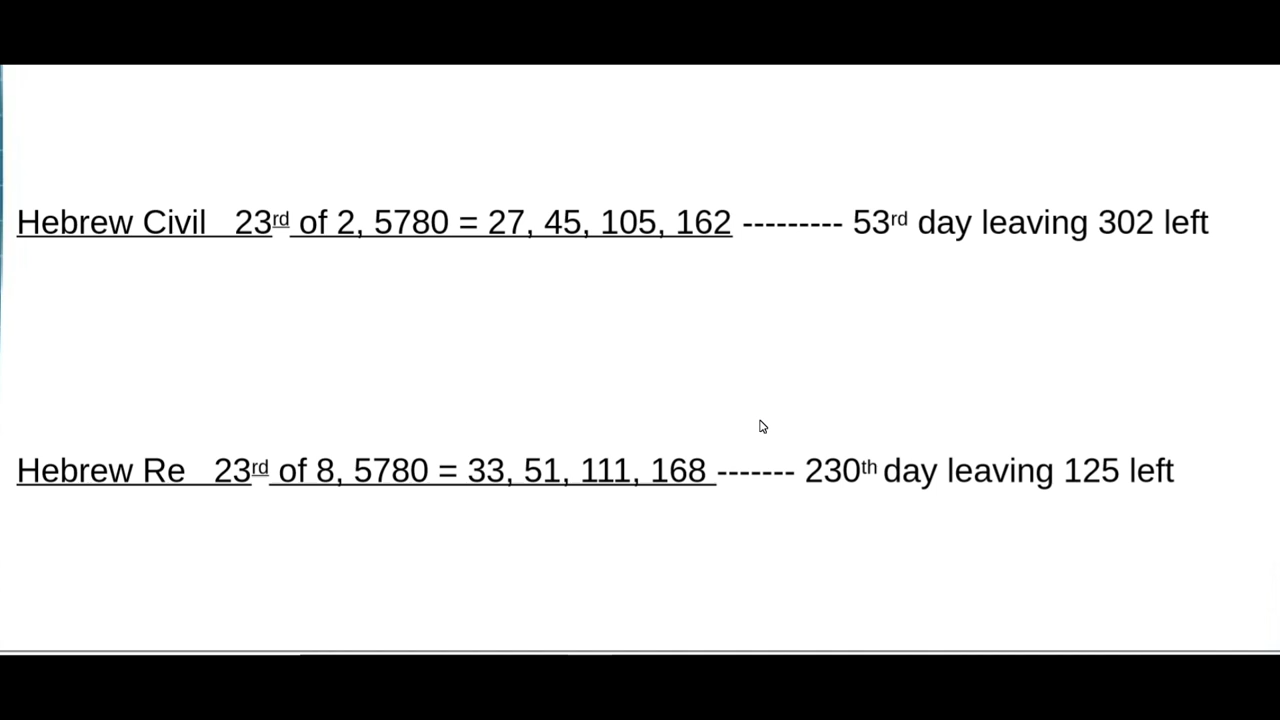 Hebrew Civil   23rd of 2, 5780 = 27, 45, 105, 162 --------- 53rd day leaving 302 left
Hebrew Re   23rd of 8, 5780 = 33, 51, 111, 168 ------- 230th day leaving 125 left